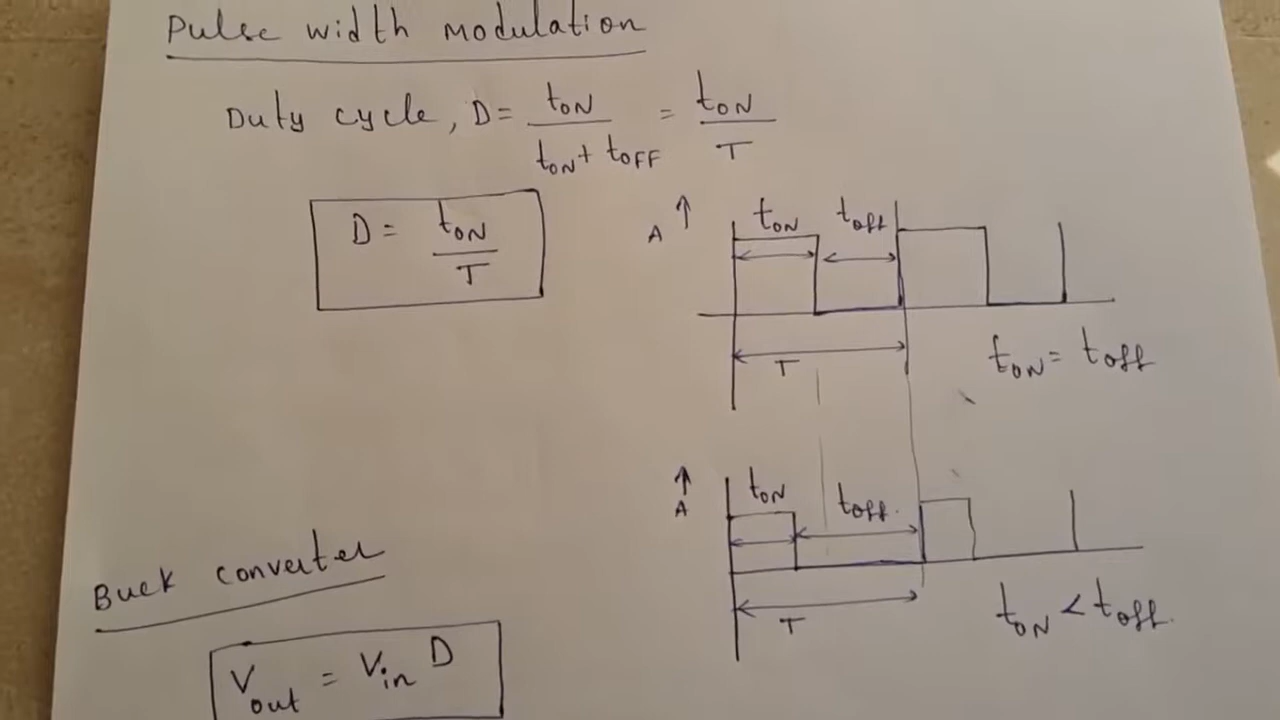 Pulse width modulation
Duty cycle, D = tON / tON + tOFF = tON / T
D = tON / T
A ↑ tON toff
T
tON = toff
↑ A tON toff.
T
tON < toff.
Buck converter
Vout = Vin D